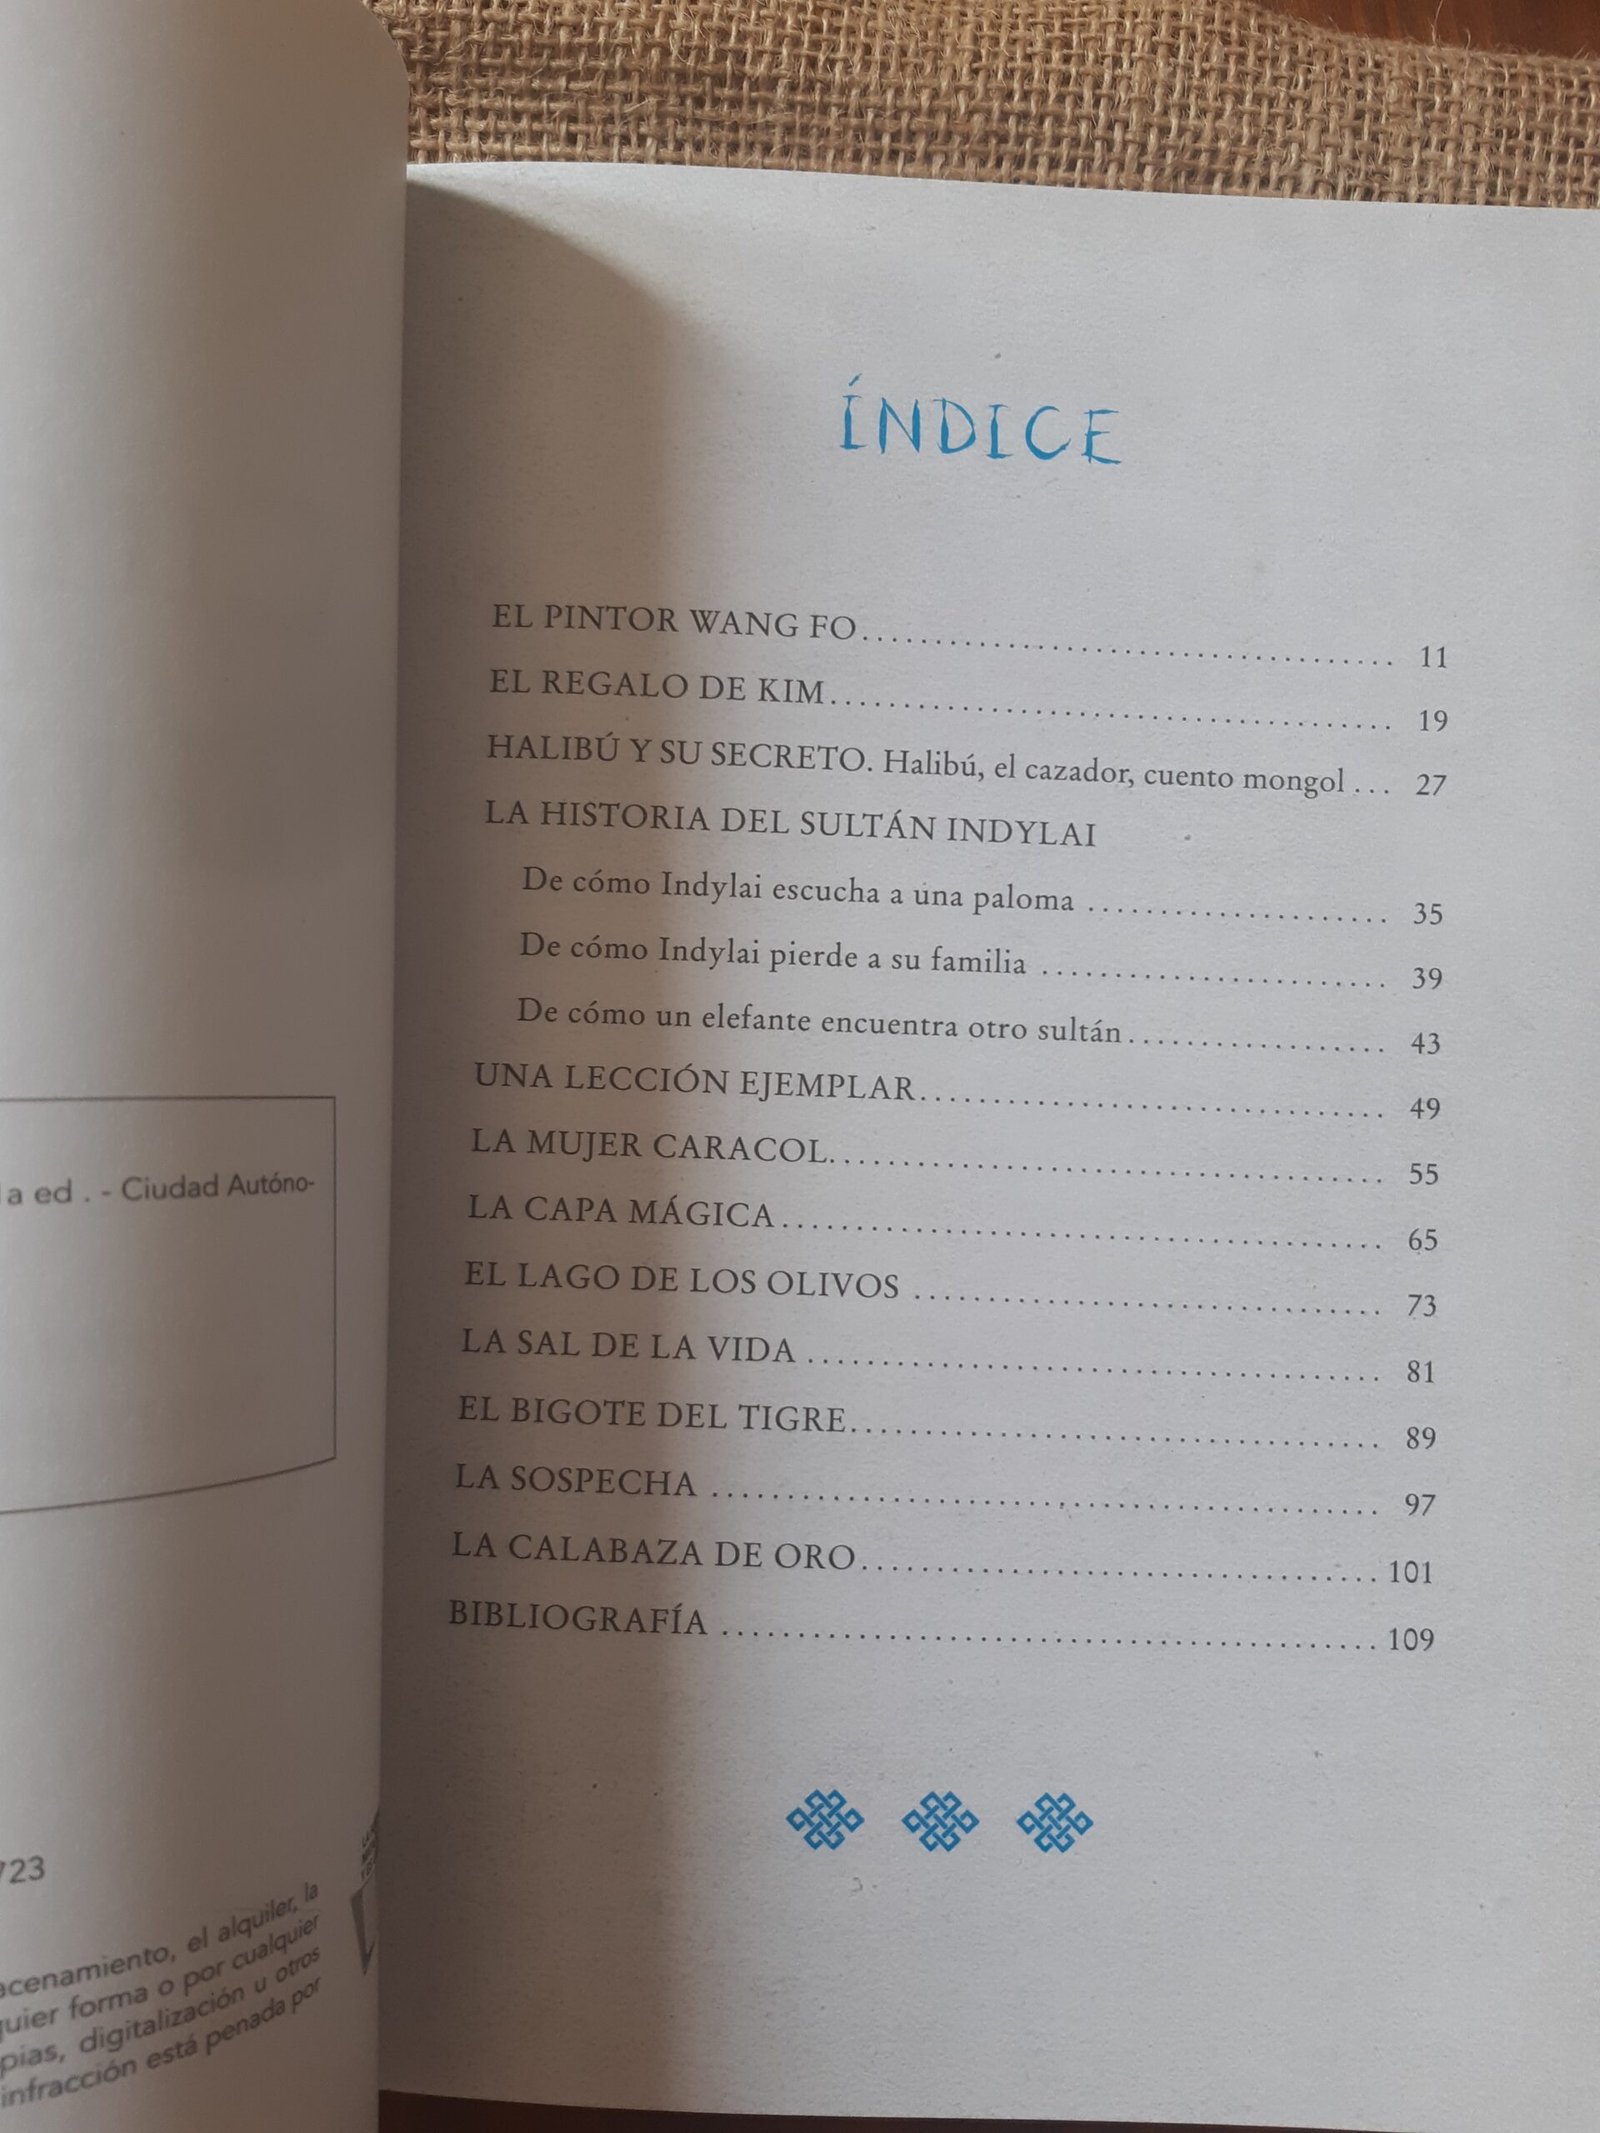 a ed . - Ciudad Autóno-
723
acenamiento, el alquiler, la
quier forma o por cualquier
pias, digitalización u otros
infracción está penada por
ÍNDICE
EL PINTOR WANG FO........................................ 11
EL REGALO DE KIM........................................ 19
HALIBÚ Y SU SECRETO. Halibú, el cazador, cuento mongol ... 27
LA HISTORIA DEL SULTÁN INDYLAI
De cómo Indylai escucha a una paloma ..................... 35
De cómo Indylai pierde a su familia ........................ 39
De cómo un elefante encuentra otro sultán.................. 43
UNA LECCIÓN EJEMPLAR................................ 49
LA MUJER CARACOL...................................... 55
LA CAPA MÁGICA......................................... 65
EL LAGO DE LOS OLIVOS ................................ 73
LA SAL DE LA VIDA ....................................... 81
EL BIGOTE DEL TIGRE.................................... 89
LA SOSPECHA ............................................. 97
LA CALABAZA DE ORO................................... 101
BIBLIOGRAFÍA ............................................ 109